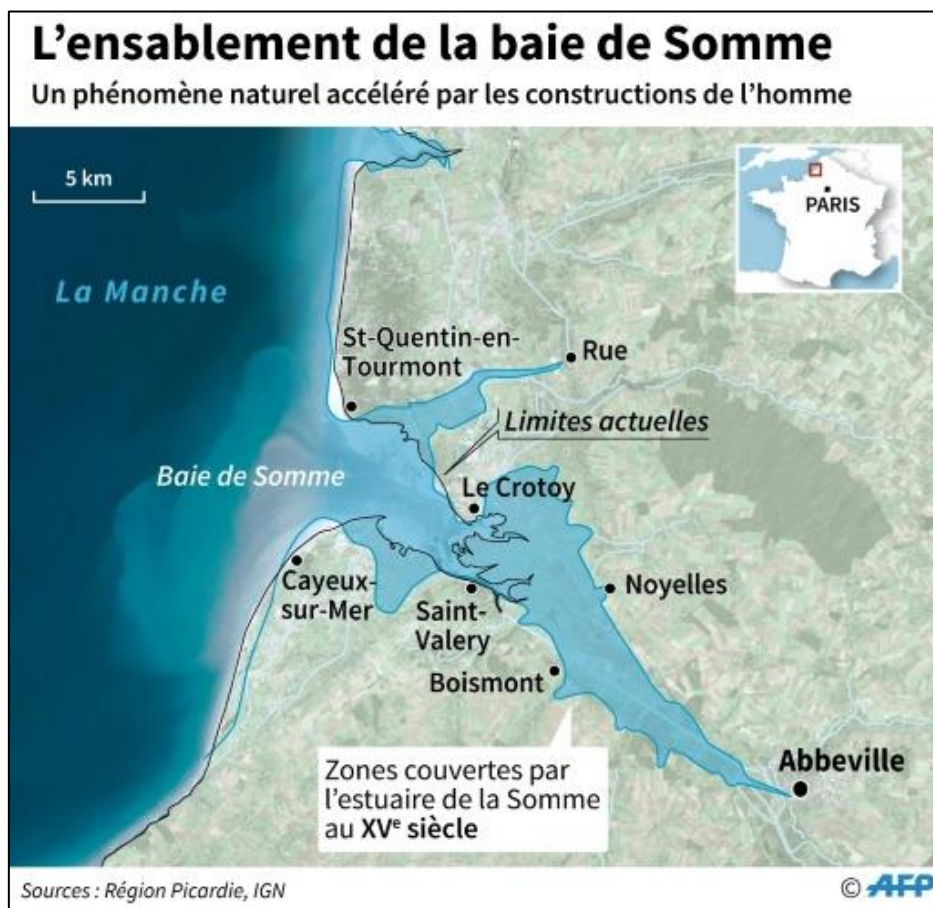 L'ensablement de la baie de Somme
Un phénomène naturel accéléré par les constructions de l'homme
5 km
PARIS
La Manche
St-Quentin-en-
Tourmont
Rue
Limites actuelles
Baie de Somme
Le Crotoy
Cayeux-
sur-Mer
Saint-
Valery
Noyelles
Boismont
Abbeville
Zones couvertes par
l'estuaire de la Somme
au XVe siècle
Sources : Région Picardie, IGN
© AFP